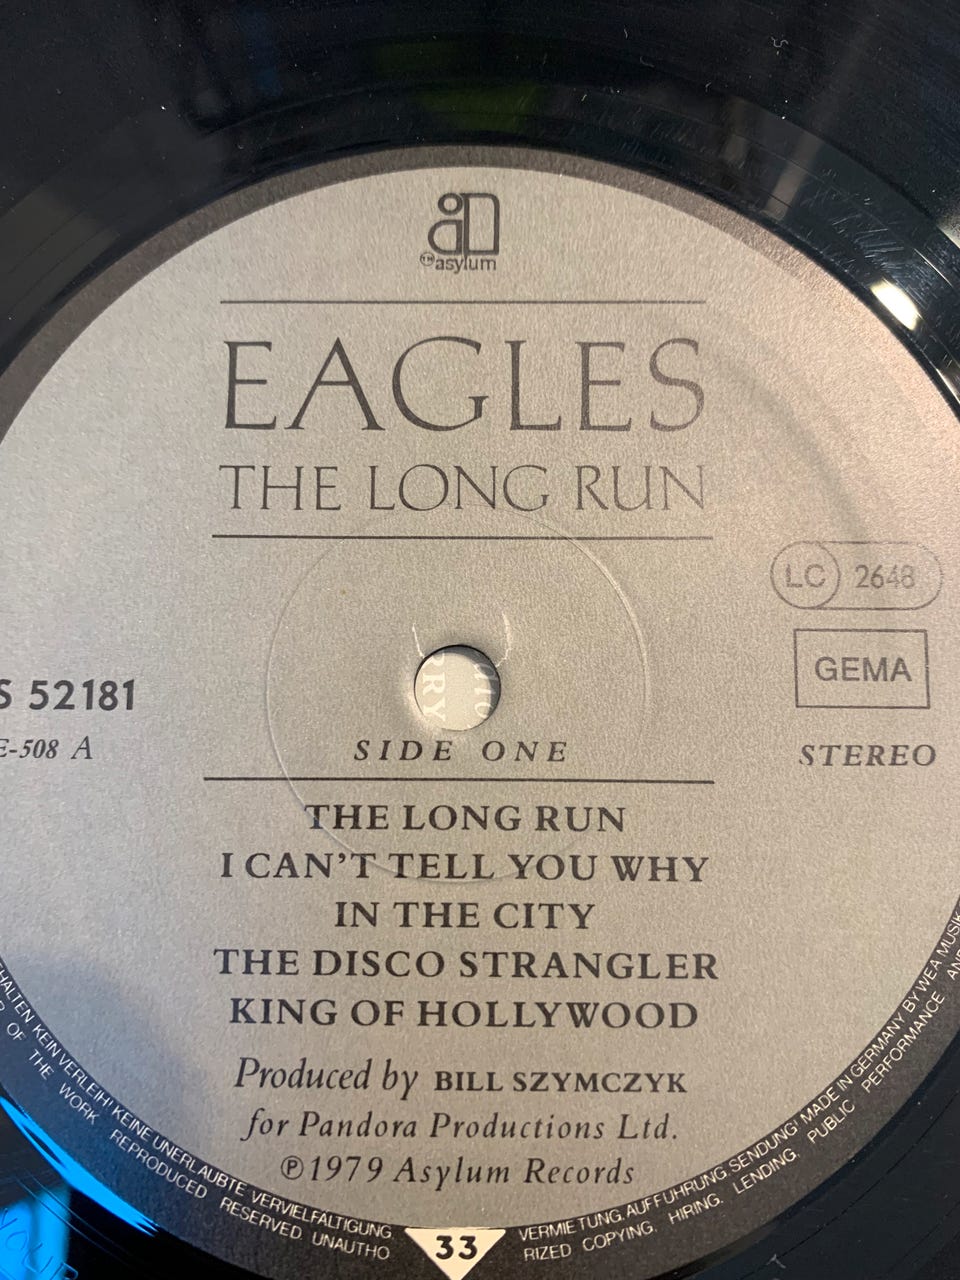 asylum
EAGLES
THE LONG RUN
LC 2648
GEMA
S 52181
E-508 A
STEREO
SIDE ONE
THE LONG RUN
I CAN'T TELL YOU WHY
IN THE CITY
THE DISCO STRANGLER
KING OF HOLLYWOOD
Produced by BILL SZYMCZYK
for Pandora Productions Ltd.
℗1979 Asylum Records
KEIN VERLEIH' KEINE UNERLAUBTE VERVIELFÄLTIGUNG,
OF THE WORK REPRODUCED RESERVED UNAUTHO
33
VERMIETUNG, AUFFÜHRUNG, SENDUNG' MADE IN GERMANY BY WEA MUSIK
RIZED COPYING. HIRING. LENDING. PUBLIC PERFORMANCE